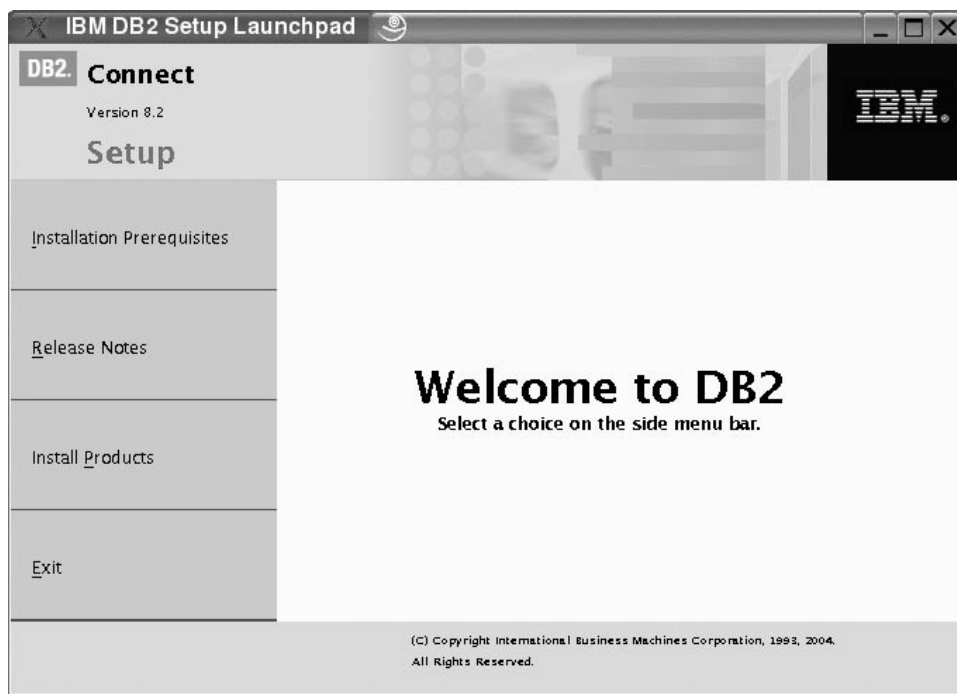 IBM DB2 Setup Launchpad
DB2. Connect
Version 8.2
Setup
IBM®
Installation Prerequisites
Release Notes
Install Products
Exit
Welcome to DB2
Select a choice on the side menu bar.
(C) Copyright International Business Machines Corporation, 1993, 2004.
All Rights Reserved.